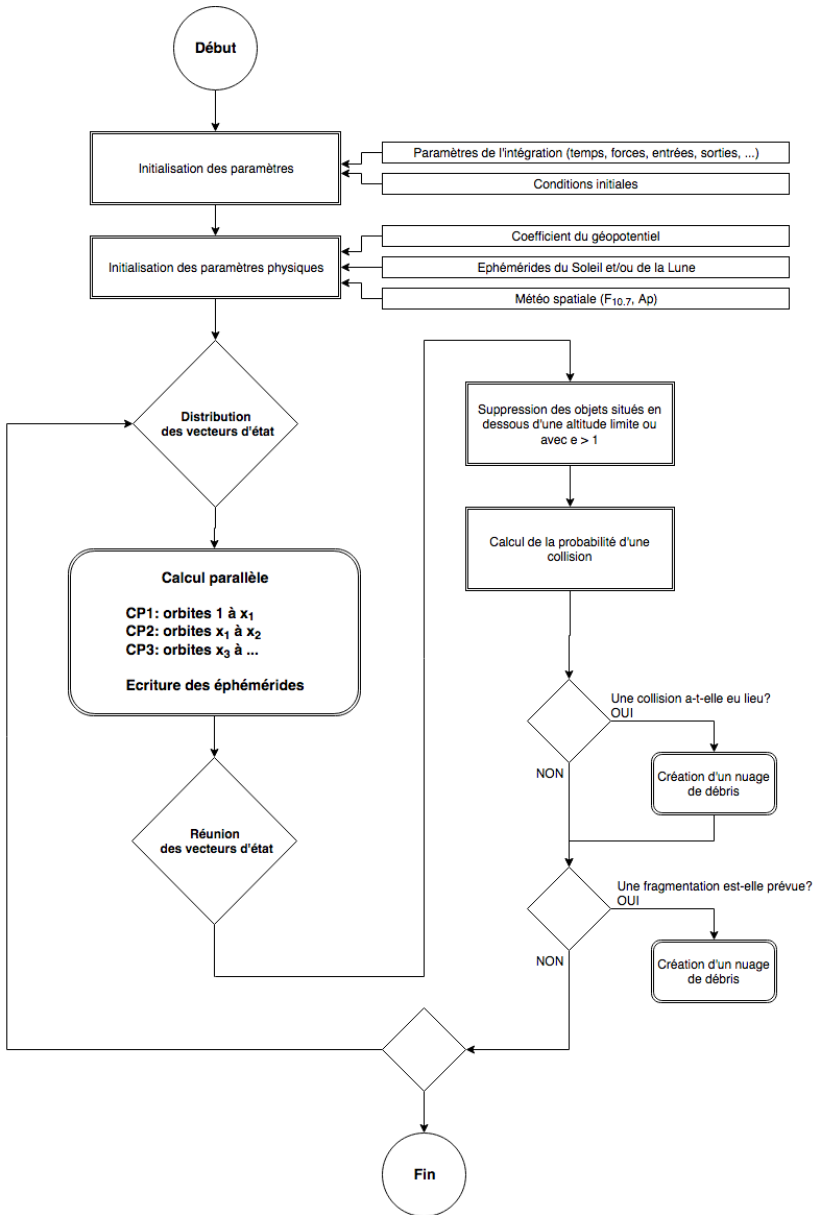 Début
Initialisation des paramètres
Paramètres de l'intégration (temps, forces, entrées, sorties, ...)
Conditions initiales
Initialisation des paramètres physiques
Coefficient du géopotentiel
Ephémérides du Soleil et/ou de la Lune
Météo spatiale (F10.7, Ap)
Distribution
des vecteurs d'état
Calcul parallèle
CP1: orbites 1 à x1
CP2: orbites x1 à x2
CP3: orbites x3 à ...
Ecriture des éphémérides
Réunion
des vecteurs d'état
Suppression des objets situés en
dessous d'une altitude limite ou
avec e > 1
Calcul de la probabilité d'une
collision
Une collision a-t-elle eu lieu?
OUI
NON
Création d'un nuage
de débris
Une fragmentation est-elle prévue?
OUI
NON
Création d'un nuage
de débris
Fin